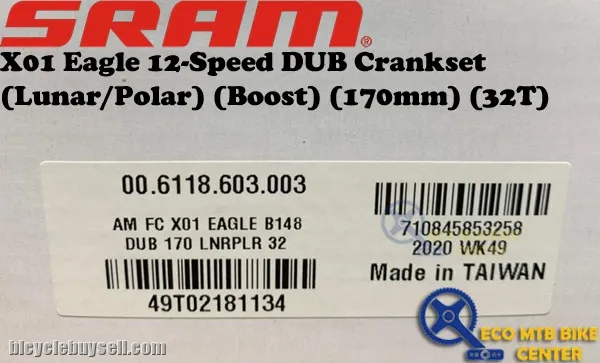 SRAM
X01 Eagle 12-Speed DUB Crankset
(Lunar/Polar) (Boost) (170mm) (32T)
00.6118.603.003
AM FC X01 EAGLE B148
DUB 170 LNRPLR 32
49T02181134
710845853258
2020 WK49
Made in TAIWAN
ECO MTB BIKE
CENTER
bicyclebuysell.com